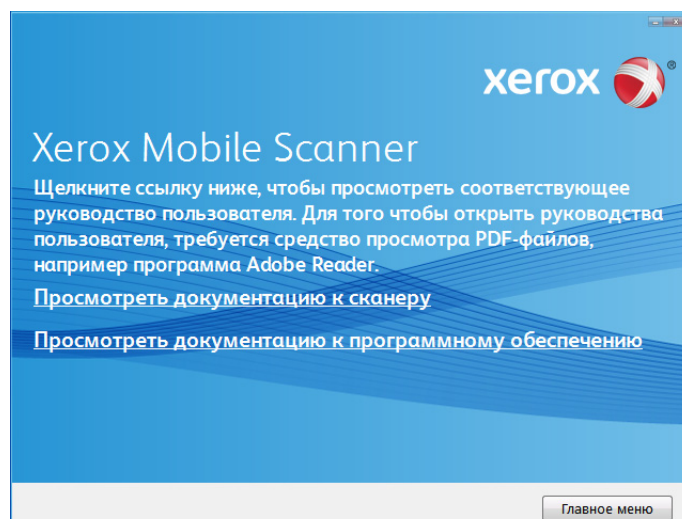 xerox ®
Xerox Mobile Scanner
Щелкните ссылку ниже, чтобы просмотреть соответствующее
руководство пользователя. Для того чтобы открыть руководства
пользователя, требуется средство просмотра PDF-файлов,
например программа Adobe Reader.
Просмотреть документацию к сканеру
Просмотреть документацию к программному обеспечению
Главное меню